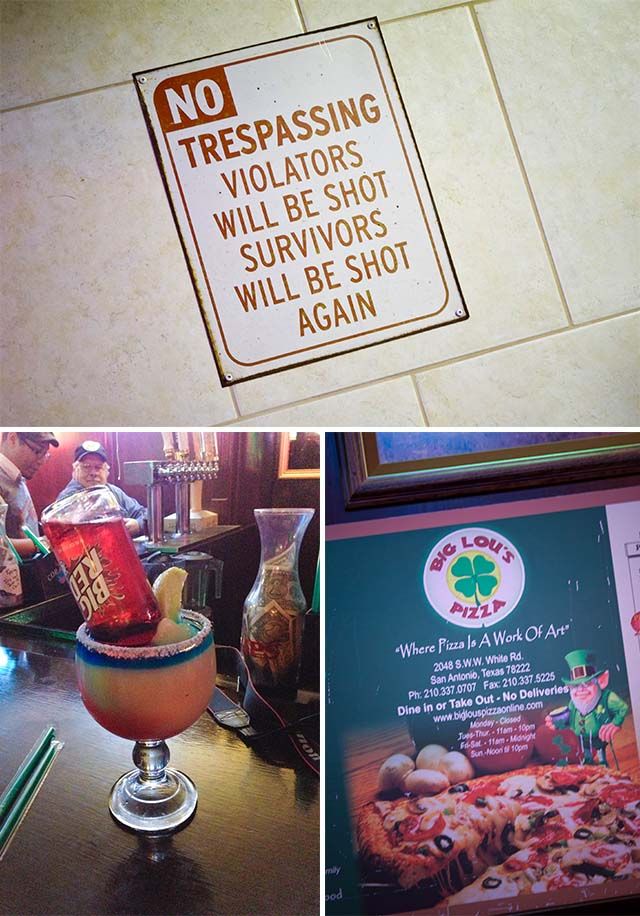 NO
TRESPASSING
VIOLATORS
WILL BE SHOT
SURVIVORS
WILL BE SHOT
AGAIN
BIG
RED
BIG LOU'S
PIZZA
"Where Pizza Is A Work Of Art"
2048 S.W.W. White Rd.
San Antonio, Texas 78222
Ph: 210.337.0707 Fax: 210.337.5225
Dine in or Take Out - No Deliveries
www.biglouspizzaonline.com
Monday - Closed
Tues-Thur. - 11am - 10pm
Fri-Sat. - 11am - Midnight
Sun.-Noon til 10pm